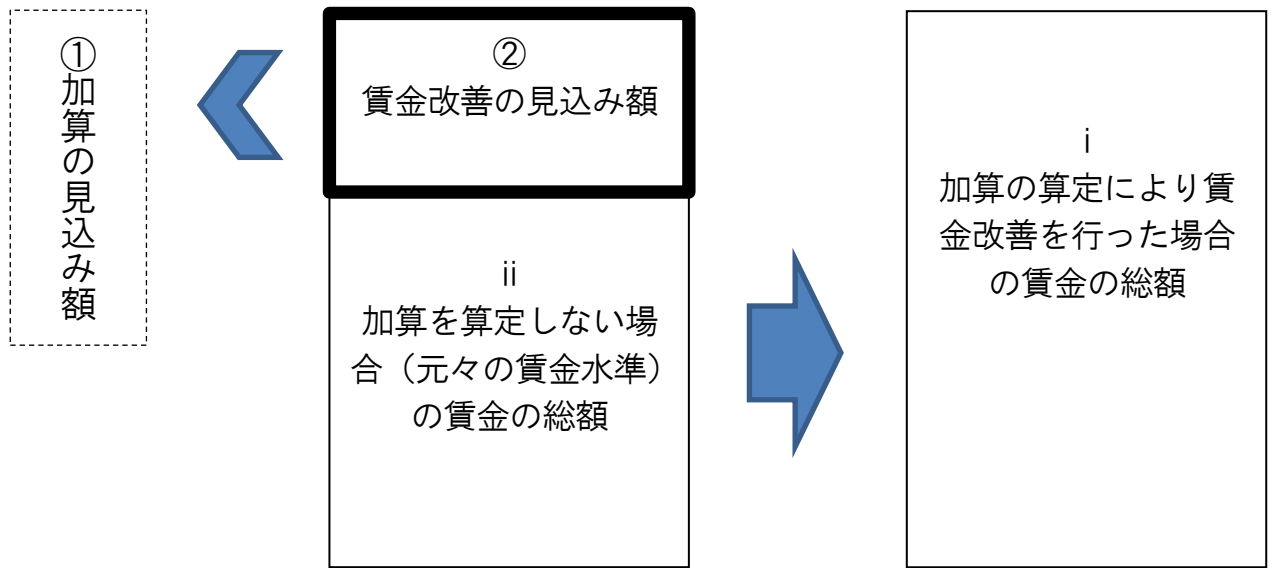 ①加算の見込み額
②
賃金改善の見込み額
ⅱ
加算を算定しない場
合（元々の賃金水準）
の賃金の総額
ⅰ
加算の算定により賃
金改善を行った場合
の賃金の総額